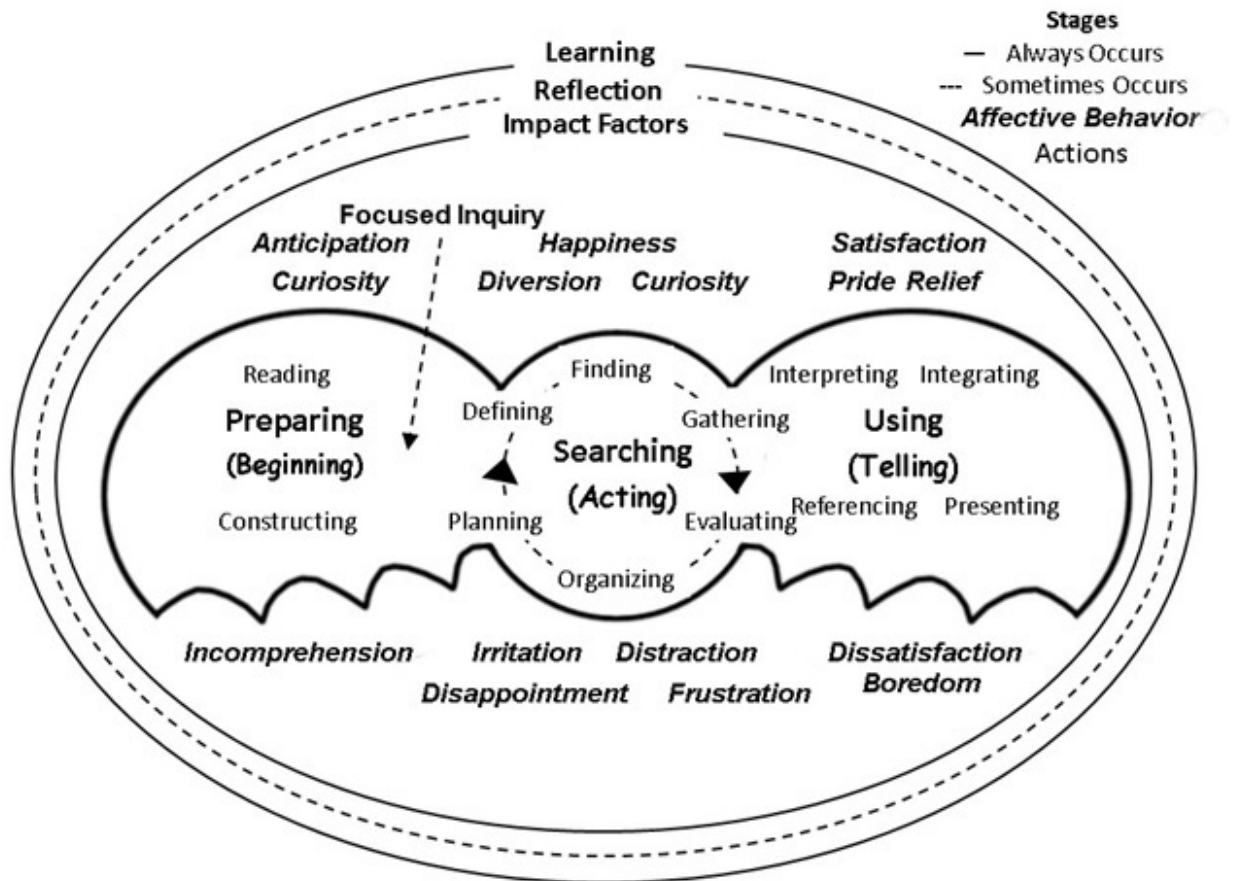 Stages
— Always Occurs
--- Sometimes Occurs
Affective Behavior
Actions
Learning
Reflection
Impact Factors
Focused Inquiry
Anticipation
Curiosity
Happiness
Diversion Curiosity
Satisfaction
Pride Relief
Reading
Preparing
(Beginning)
Constructing
Finding
Defining
Gathering
Searching
(Acting)
Planning
Evaluating
Organizing
Interpreting Integrating
Using
(Telling)
Referencing Presenting
Incomprehension
Irritation Distraction
Disappointment Frustration
Dissatisfaction
Boredom